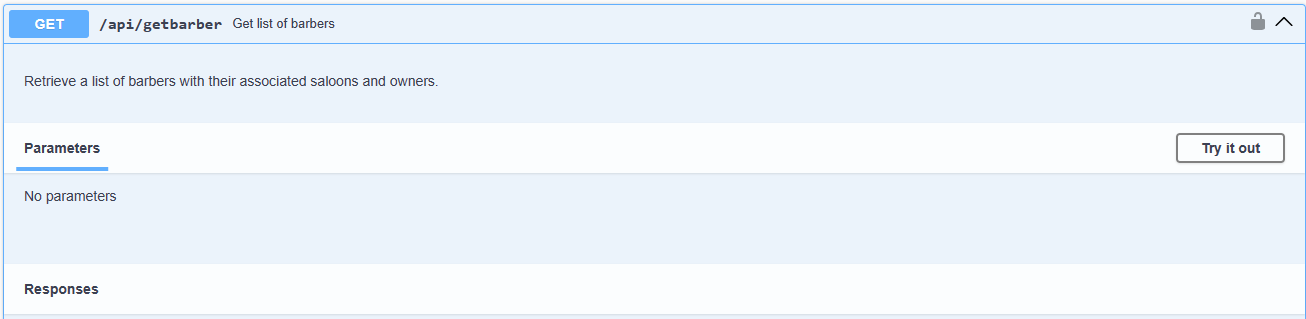 GET /api/getbarber Get list of barbers
Retrieve a list of barbers with their associated saloons and owners.
Parameters Try it out
No parameters
Responses